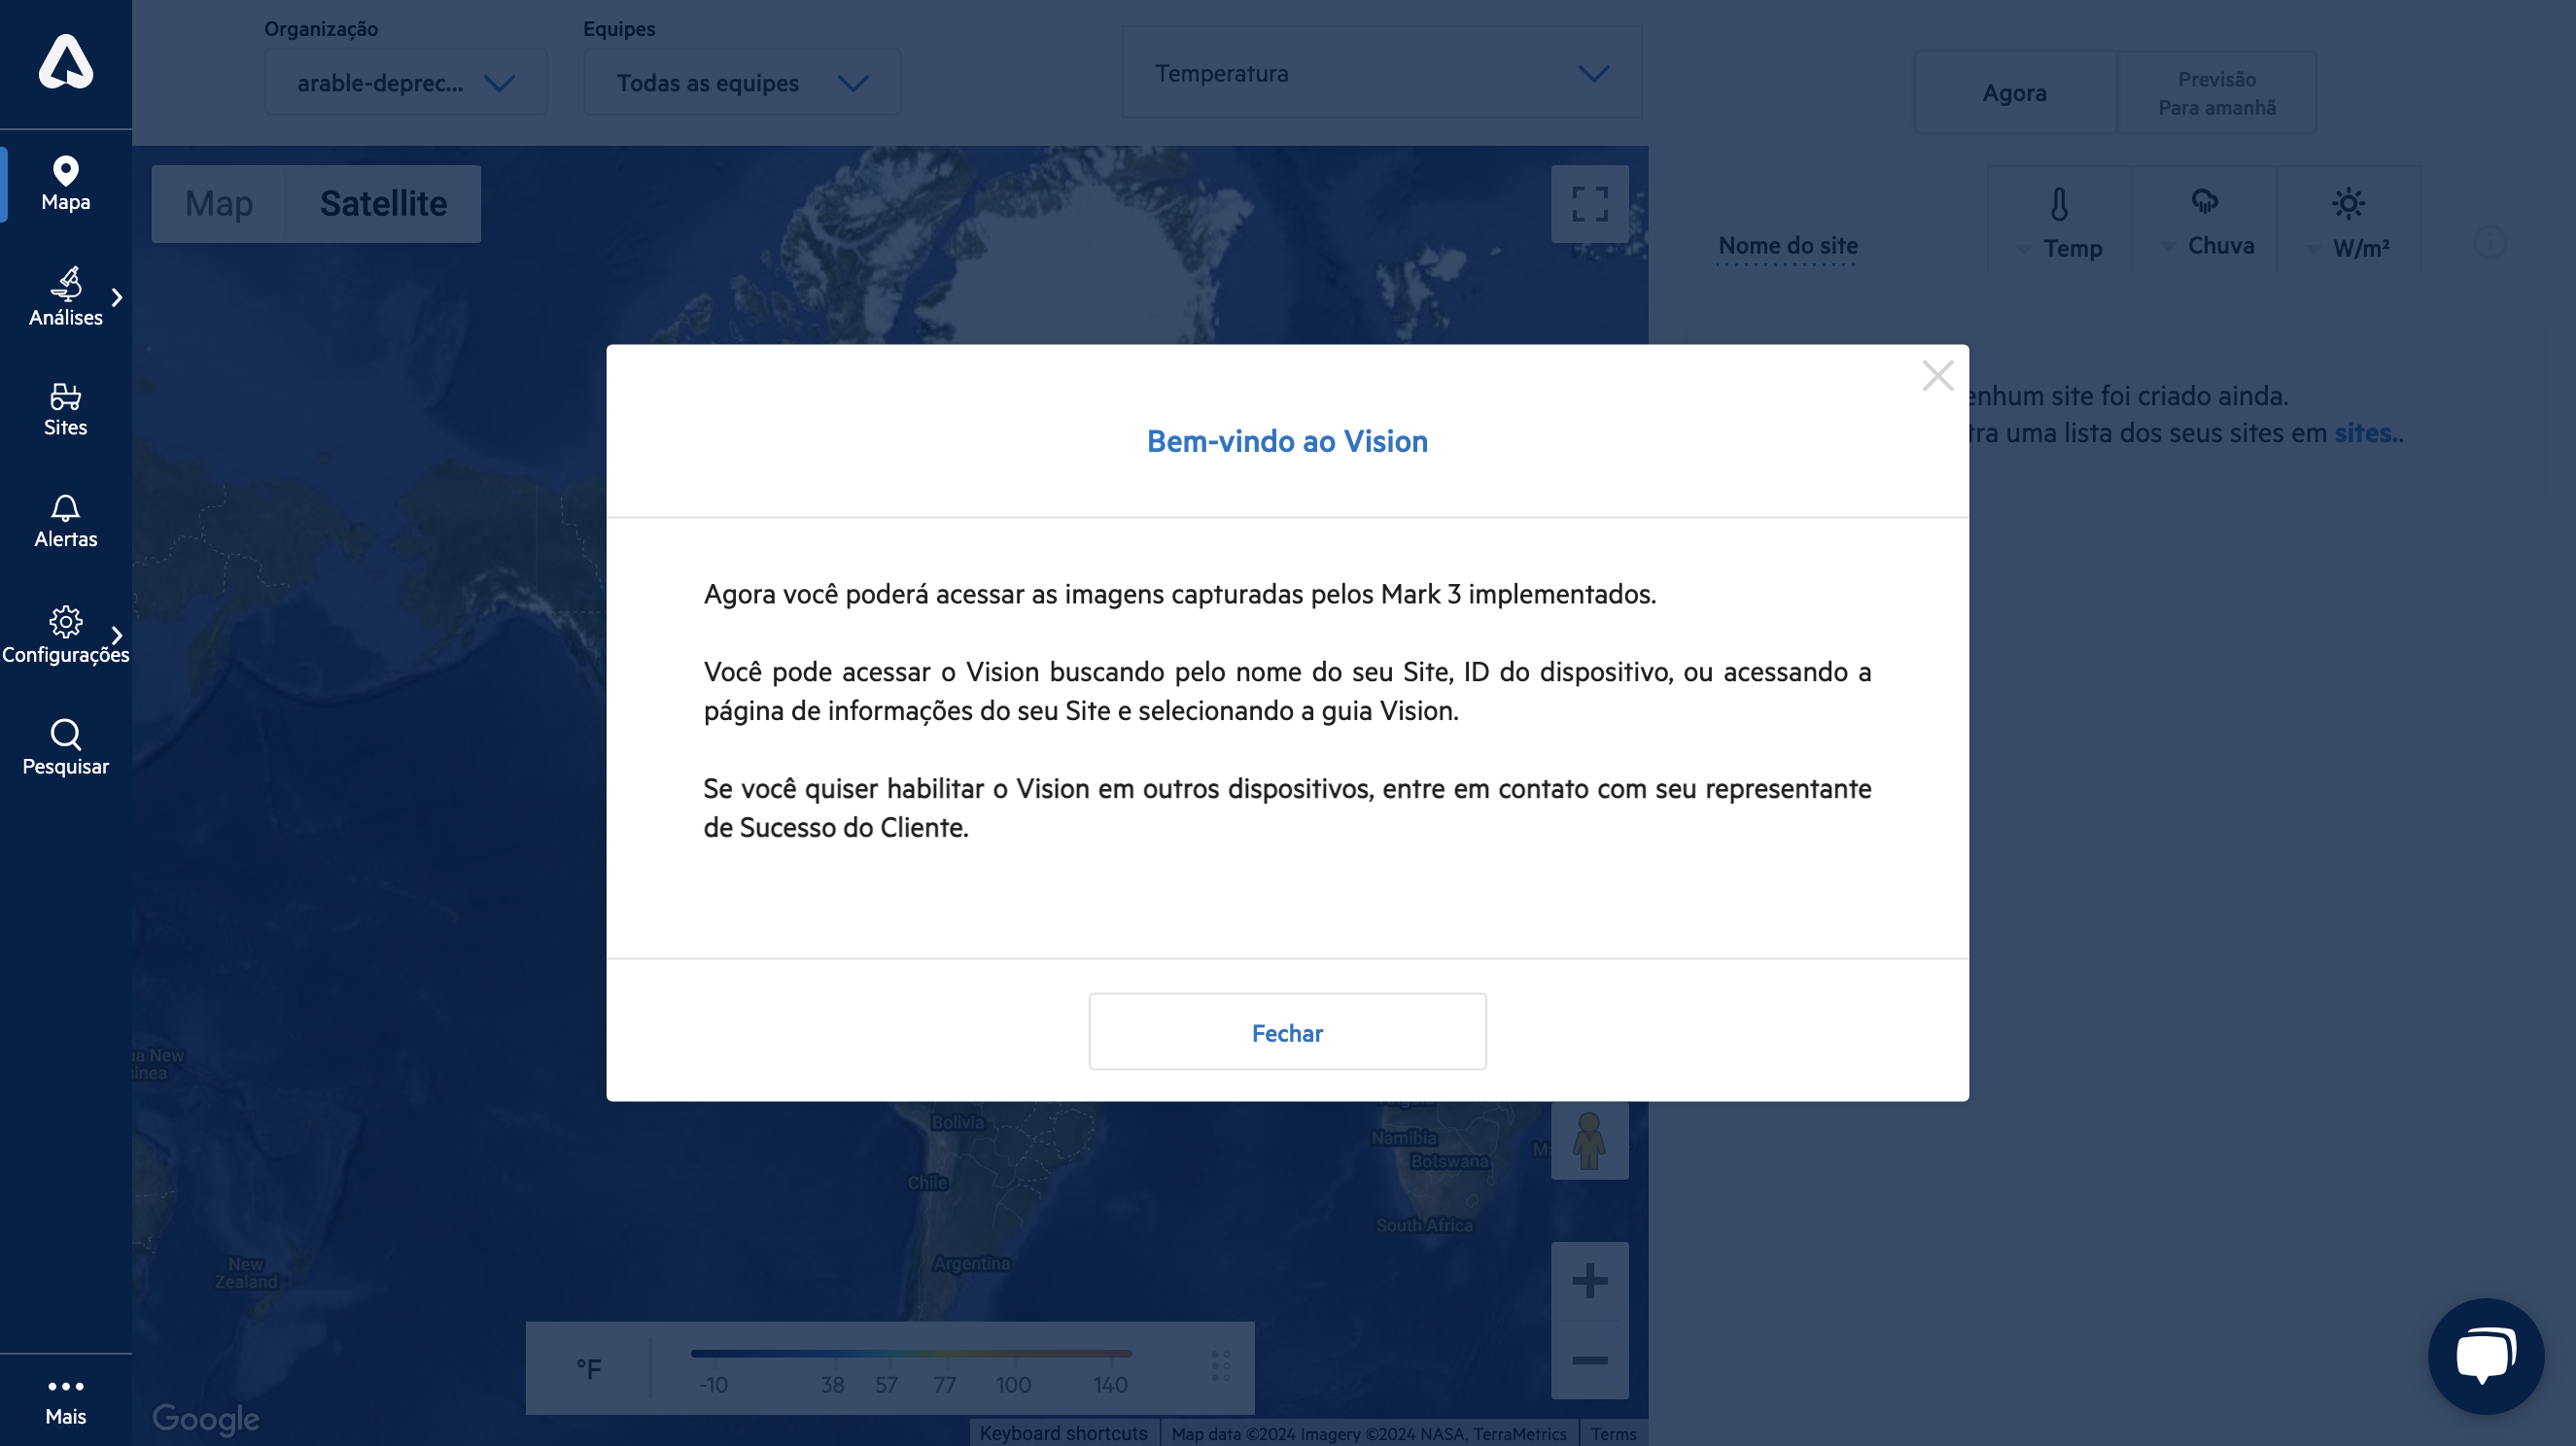 Organização
Equipes
arable-deprec...
Todas as equipes
Temperatura
Agora
Previsão
Para amanhã
Mapa
Análises
Sites
Alertas
Configurações
Pesquisar
Mais
Map
Satellite
Nome do site
Temp
Chuva
W/m²
foi criado ainda.
site
uma lista dos seus sites em sites..
Bem-vindo ao Vision
Agora você poderá acessar as imagens capturadas pelos Mark 3 implementados.
Você pode acessar o Vision buscando pelo nome do seu Site, ID do dispositivo, ou acessando a
página de informações do seu Site e selecionando a guia Vision.
Se você quiser habilitar o Vision em outros dispositivos, entre em contato com seu representante
de Sucesso do Cliente.
Fechar
New
Bolivia
Chile
Argentina
Namibia
Botswana
South Africa
New
Zealand
°F
-10 38 57 77 100 140
Google
Keyboard shortcuts
Map data ©2024 Imagery ©2024 NASA, TerraMetrics
Terms